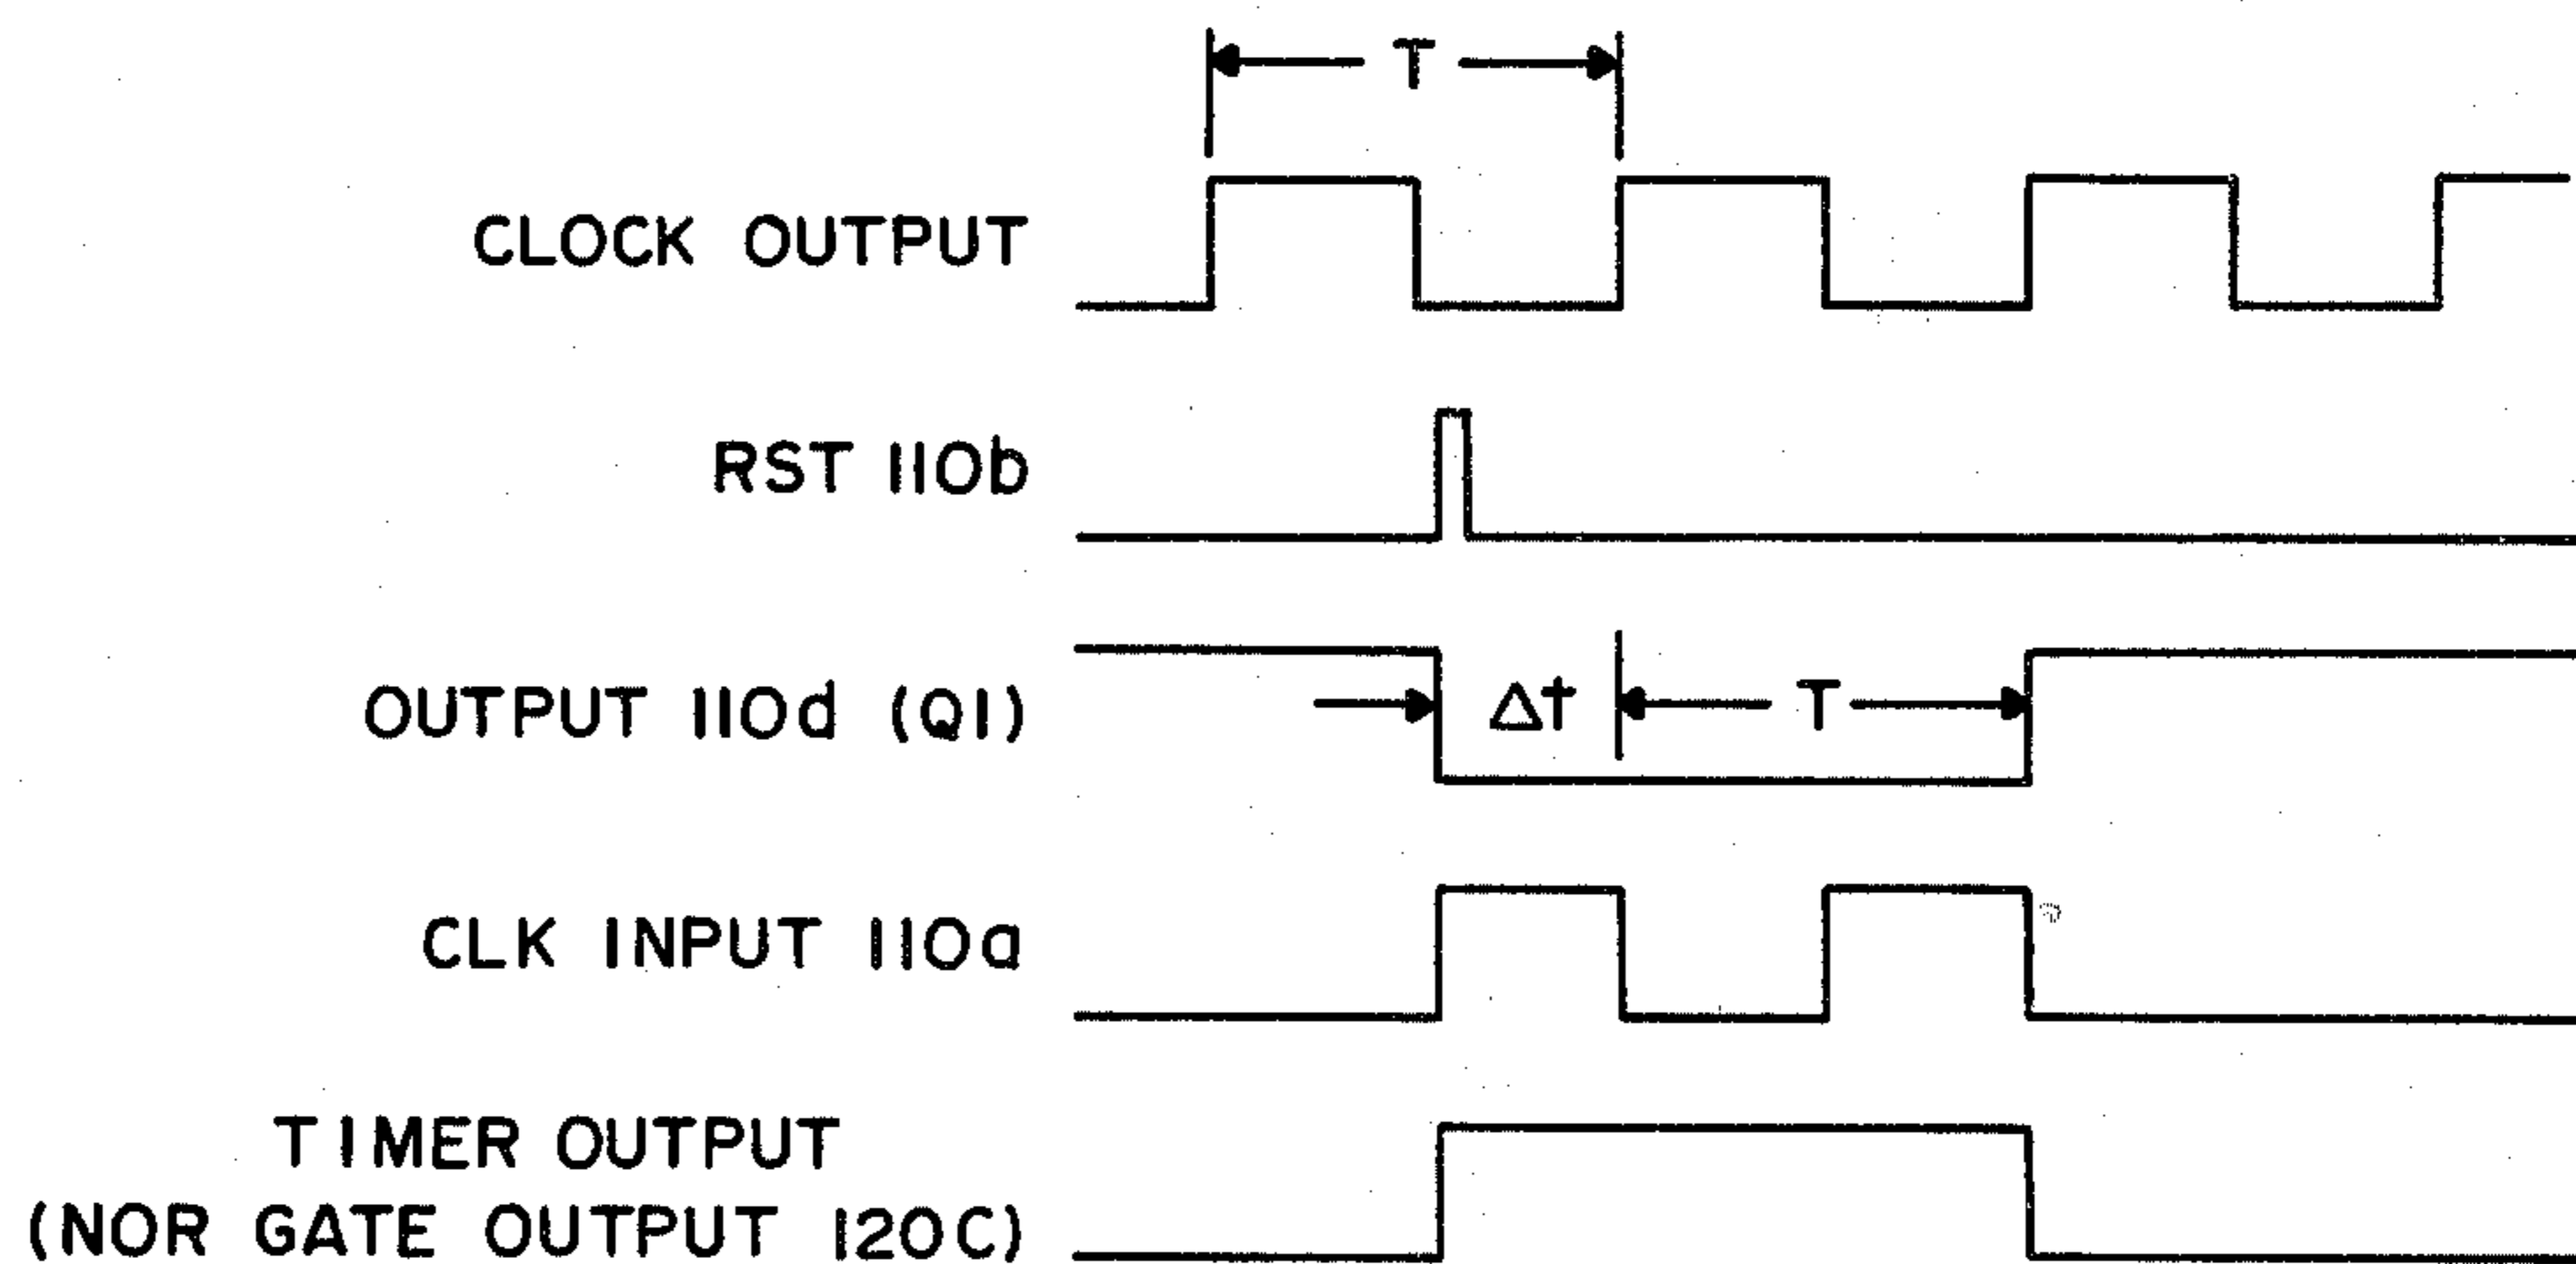 T
CLOCK OUTPUT
RST 110b
OUTPUT 110d (Q1)
Δt
T
CLK INPUT 110a
TIMER OUTPUT
(NOR GATE OUTPUT 120C)